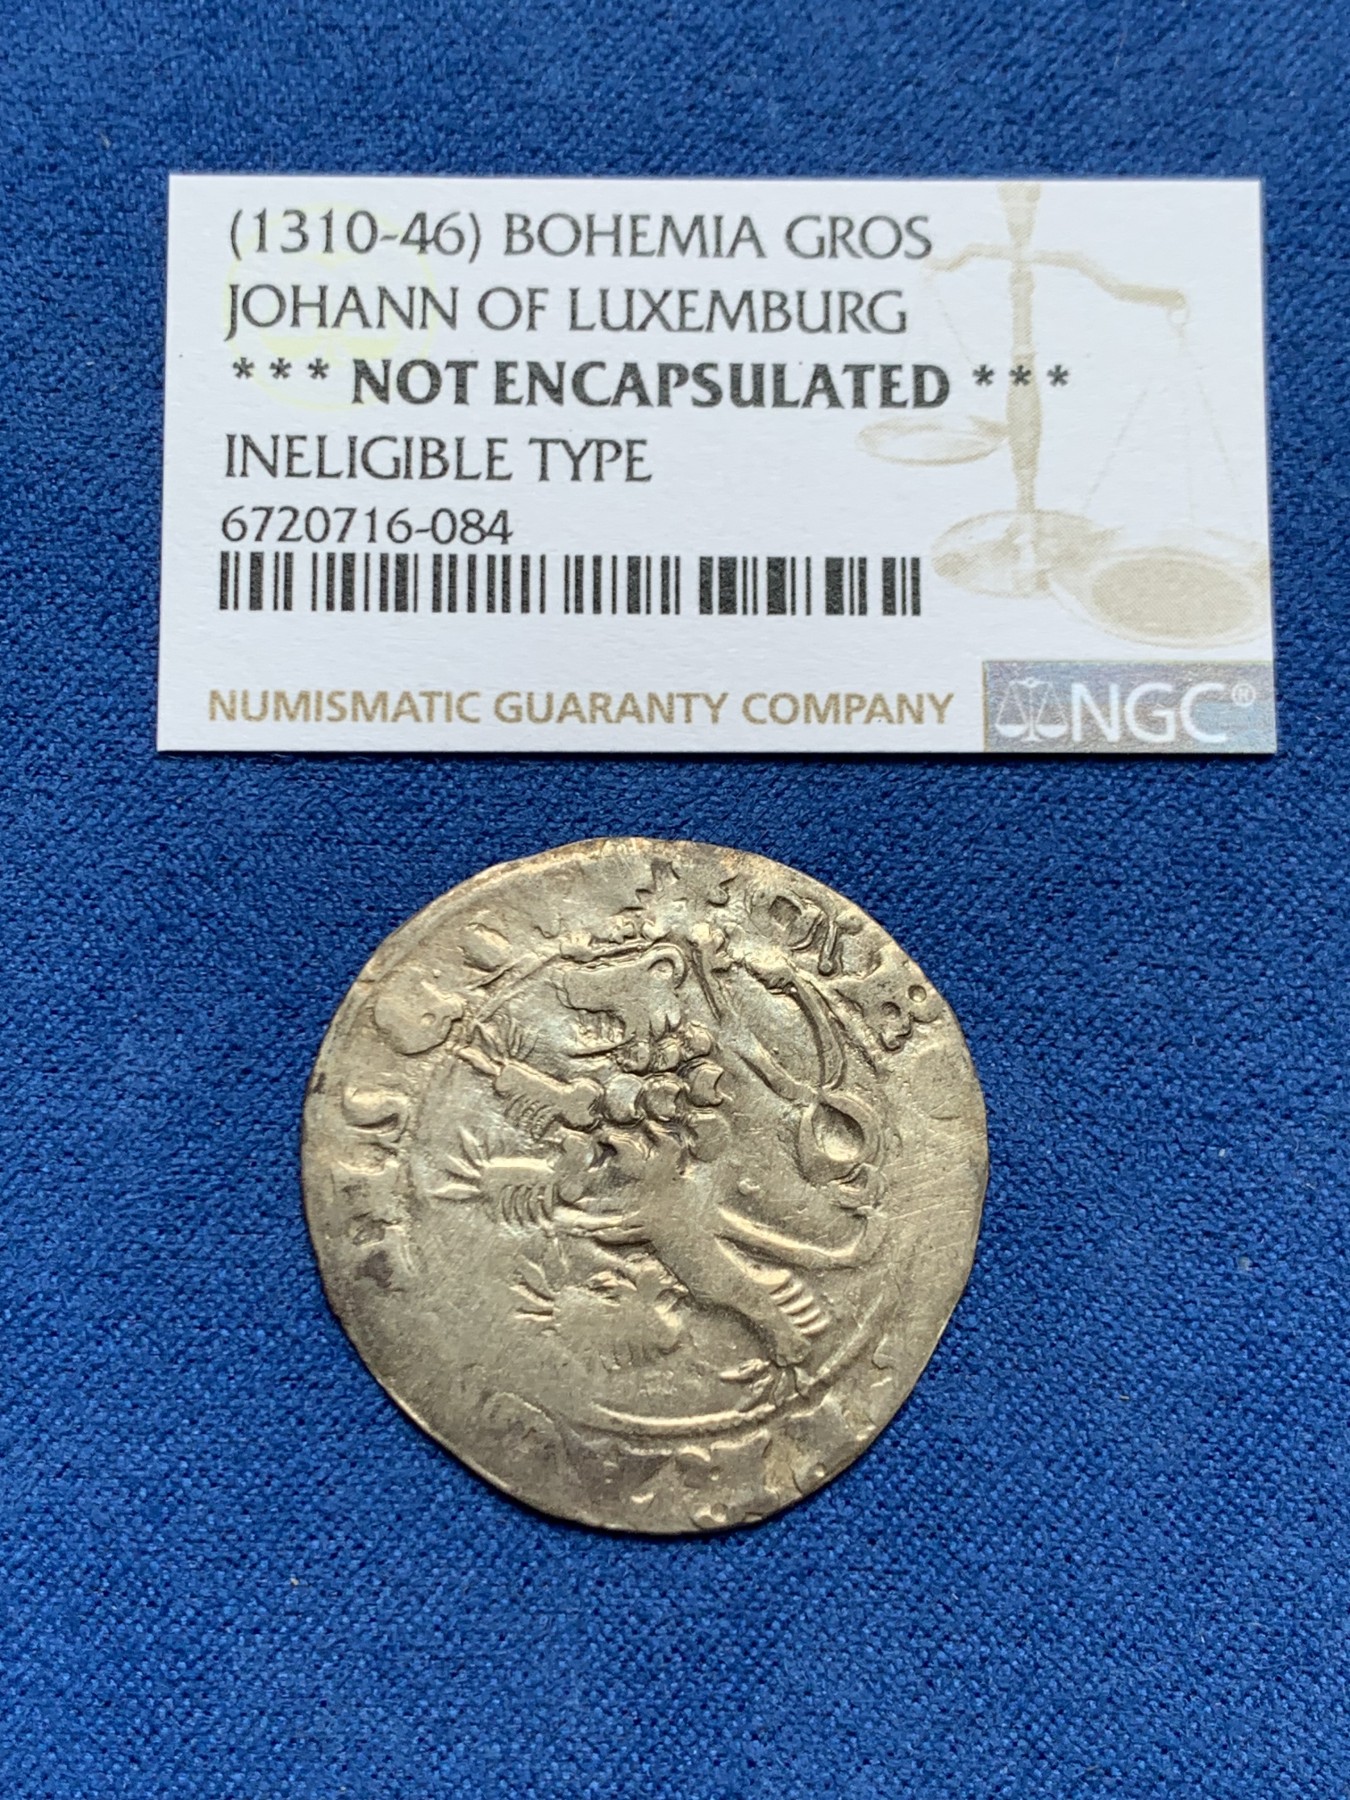 (1310-46) BOHEMIA GROS
JOHANN OF LUXEMBURG
*** NOT ENCAPSULATED ***
INELIGIBLE TYPE
6720716-084
NUMISMATIC GUARANTY COMPANY
NGC®